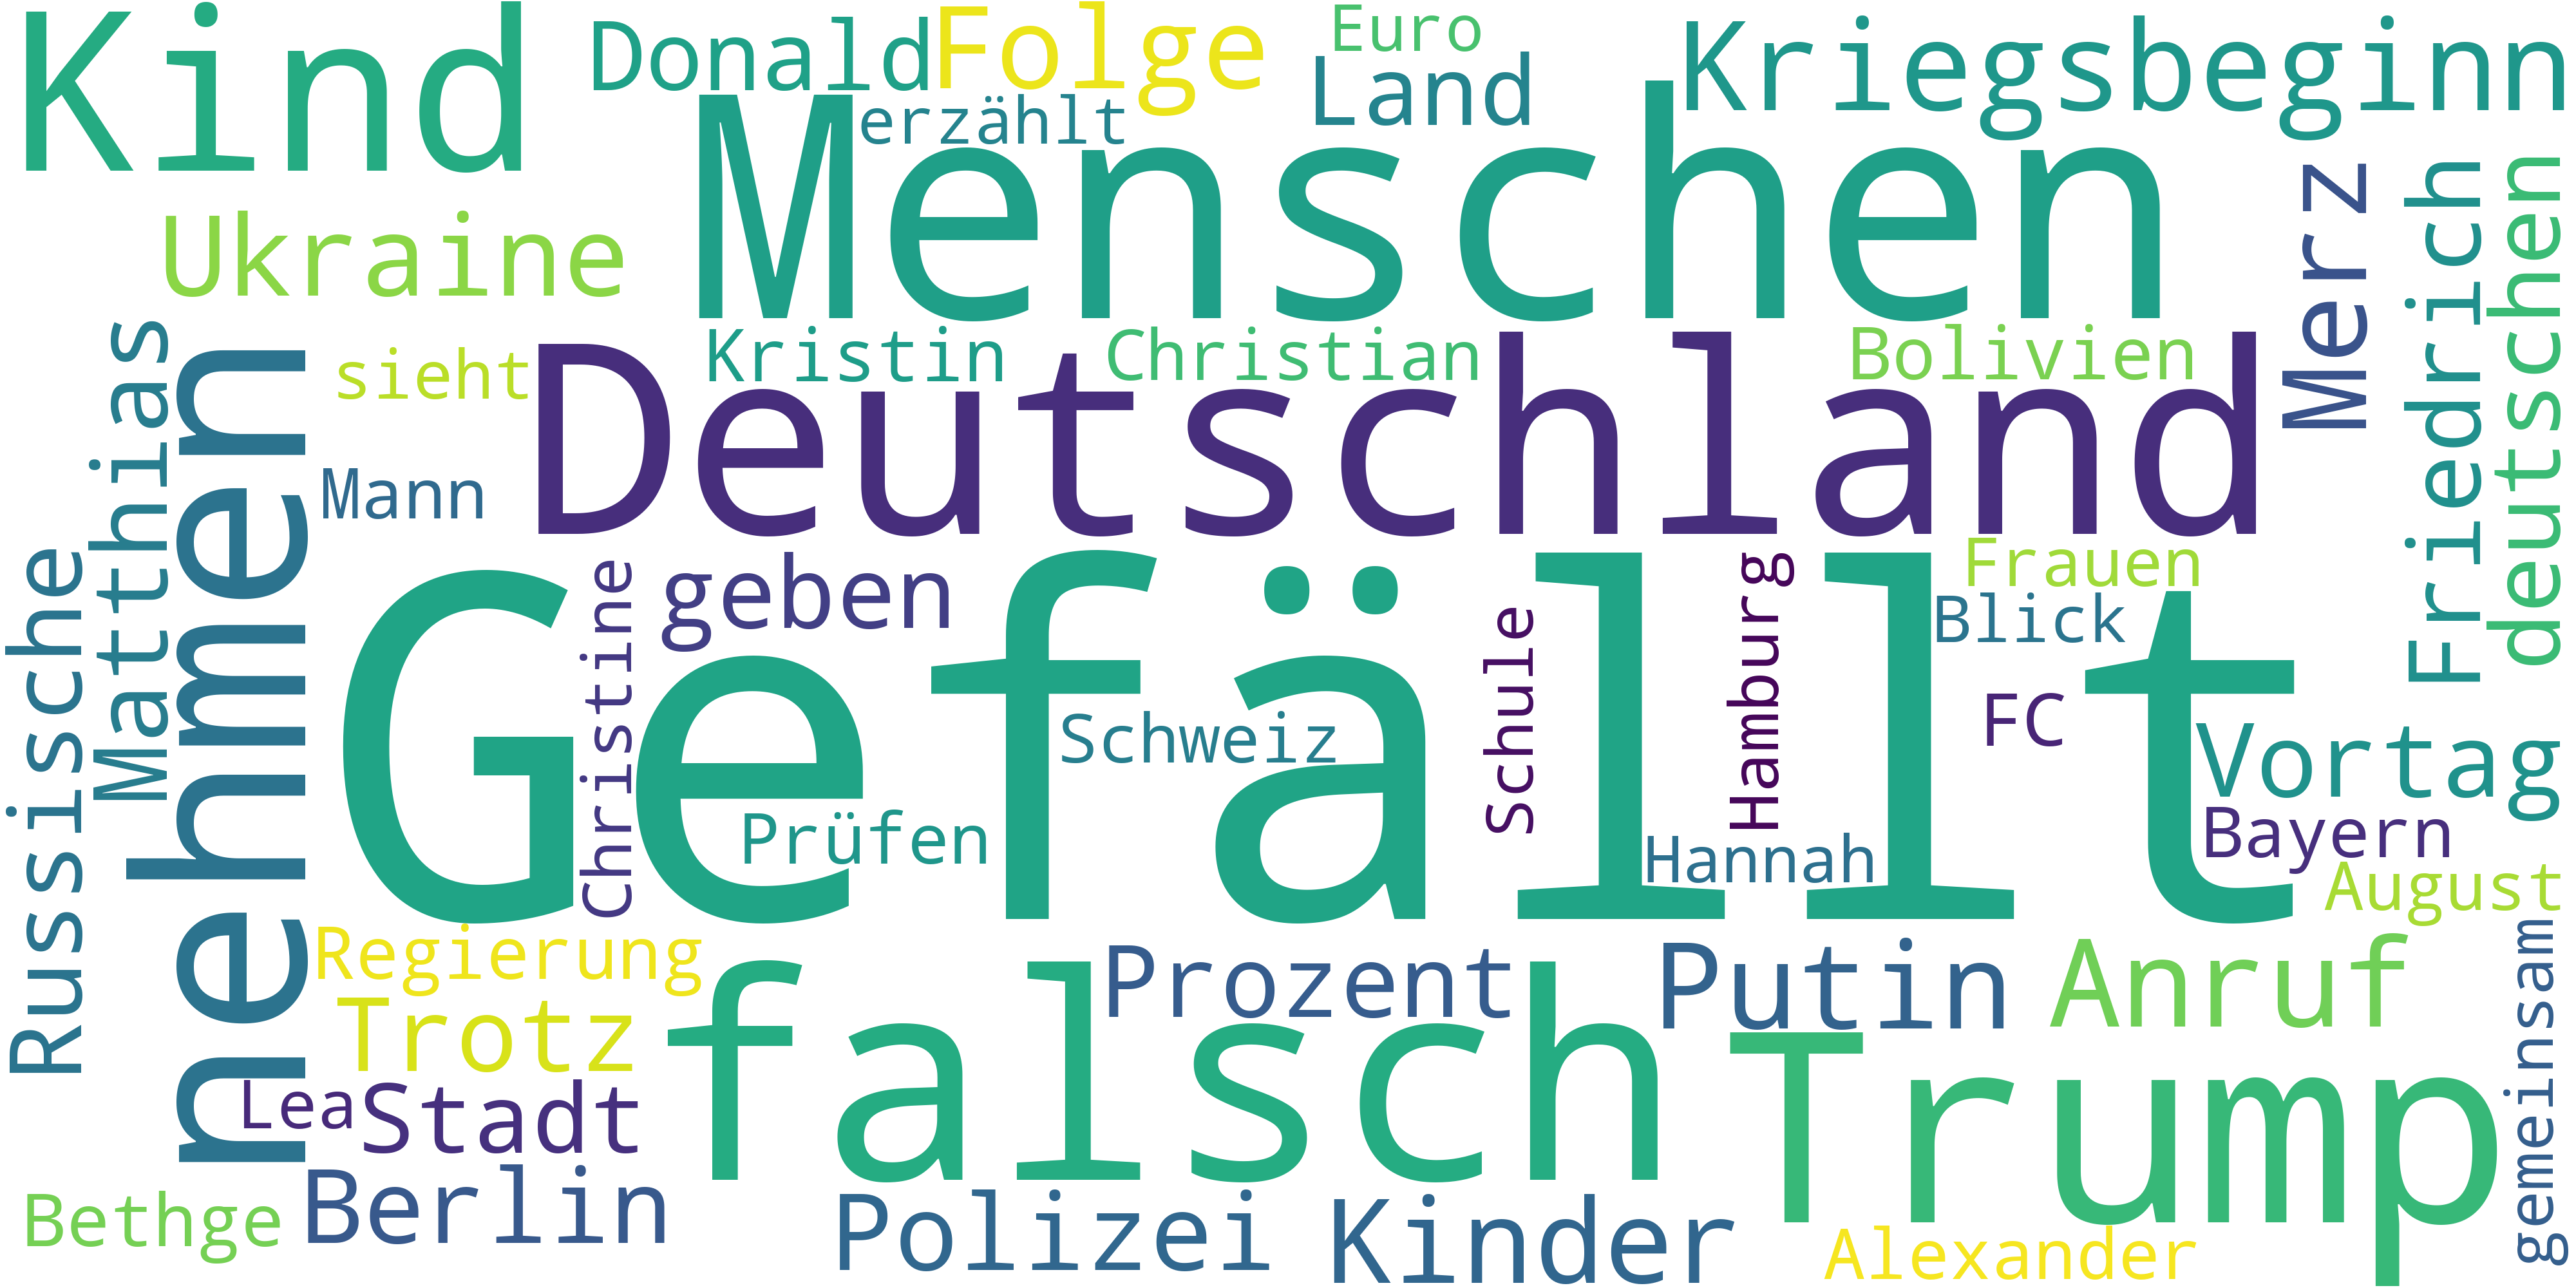 Kind
Donald
Folge
Euro
Land
Kriegsbeginn
erzählt
Menschen
Ukraine
Merz
Friedrich
deutschen
Matthias
nehmen
Russische
sieht
Kristin
Christian
Bolivien
Deutschland
Mann
Christine
geben
Gefällt
Schule
Hamburg
Frauen
Blick
FC
Schweiz
Vortag
Prüfen
Hannah
Bayern
August
gemeinsam
Regierung
Trotz
Prozent
Putin
Anruf
falsch
Trump
Lea
Stadt
Bethge
Berlin
Polizei
Kinder
Alexander